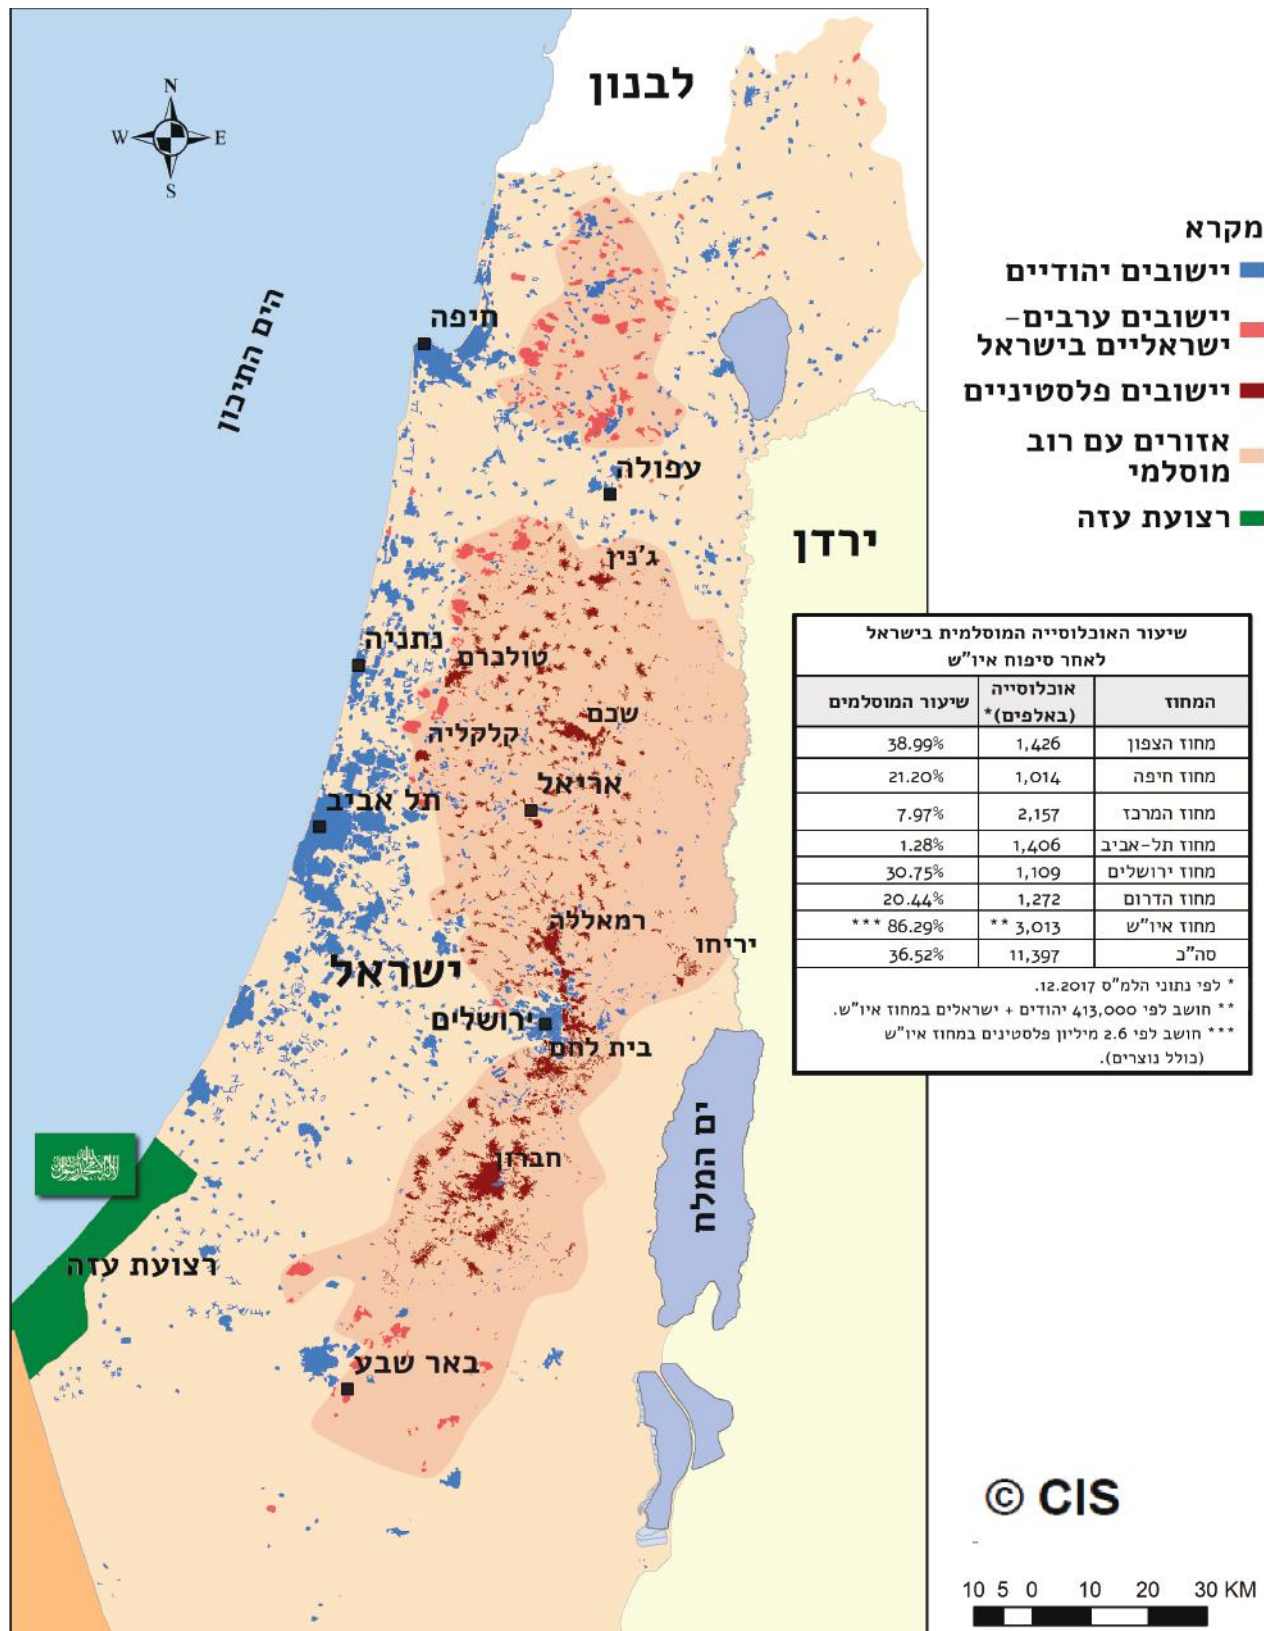 לבנון
N
W E
S
הים התיכון
חיפה
עפולה
ג'נין
ירדן
נתניה
טולכרם
שכם
קלקליה
אריאל
תל אביב
רמאללה
יריחו
ישראל
ירושלים
בית לחם
ים המלח
חברון
רצועת עזה
באר שבע
מקרא
יישובים יהודיים
יישובים ערבים-
ישראליים בישראל
יישובים פלסטיניים
אזורים עם רוב
מוסלמי
רצועת עזה
שיעור האוכלוסייה המוסלמית בישראל
לאחר סיפוח איו"ש
המחוז אוכלוסייה (באלפים)* שיעור המוסלמים
מחוז הצפון 1,426 38.99%
מחוז חיפה 1,014 21.20%
מחוז המרכז 2,157 7.97%
מחוז תל-אביב 1,406 1.28%
מחוז ירושלים 1,109 30.75%
מחוז הדרום 1,272 20.44%
מחוז איו"ש 3,013 ** 86.29% ***
סה"כ 11,397 36.52%
* לפי נתוני הלמ"ס 12.2017.
** חושב לפי 413,000 יהודים + ישראלים במחוז איו"ש.
*** חושב לפי 2.6 מיליון פלסטינים במחוז איו"ש
(כולל נוצרים).
© CIS
10 5 0 10 20 30 KM